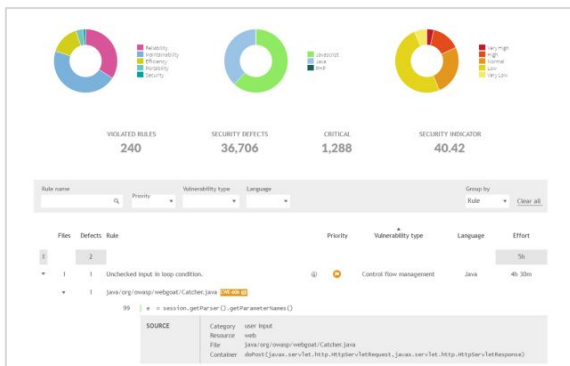 Reliability
Maintainability
Efficiency
Portability
Security
Javascript
Java
PHP
Very High
High
Normal
Low
Very Low
VIOLATED RULES SECURITY DEFECTS CRITICAL SECURITY INDICATOR
240 36,706 1,288 40.42
Rule name Priority Vulnerability type Language Group by
Rule Clear all
Files Defects Rule Priority Vulnerability type Language Effort
2 5h
1 1 Unchecked input in loop condition. Control flow management Java 4h 30m
1 java/org/owasp/webgoat/Catcher.java
99 e = session.getParser().getParameterNames()
SOURCE Category user input
Resource web
File java/org/owasp/webgoat/Catcher.java
Container doPost(javax.servlet.http.HttpServletRequest,javax.servlet.http.HttpServletResponse)